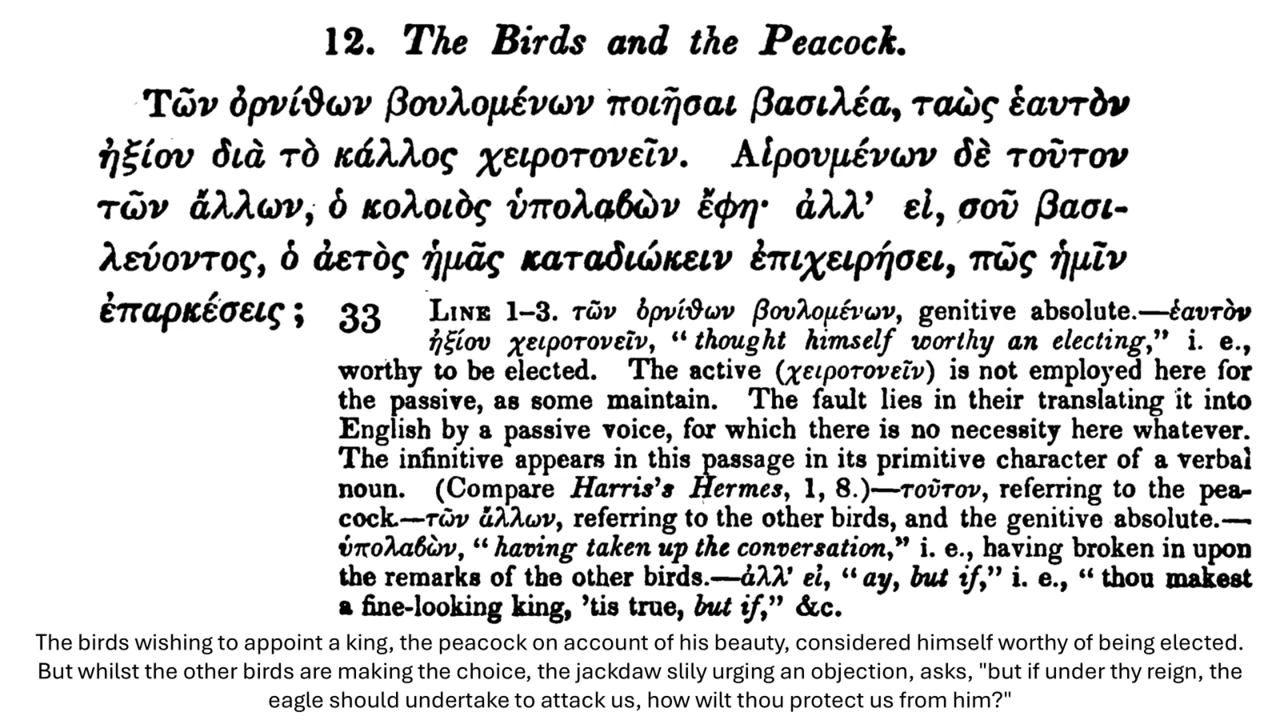 12. The Birds and the Peacock.
Τῶν ὀρνίθων βουλομένων ποιῆσαι βασιλέα, ταὼς ἑαυτὸν
ἠξίου διὰ τὸ κάλλος χειροτονεῖν. Αἱρουμένων δὲ τοῦτον
τῶν ἄλλων, ὁ κολοιὸς ὑπολαβὼν ἔφη· ἀλλ’ εἰ, σοῦ βασι-
λεύοντος, ὁ ἀετὸς ἡμᾶς καταδιώκειν ἐπιχειρήσει, πῶς ἡμῖν
ἐπαρκέσεις ;
33 LINE 1–3. τῶν ὀρνίθων βουλομένων, genitive absolute.—ἑαυτὸν
ἠξίου χειροτονεῖν, “thought himself worthy an electing,” i. e.,
worthy to be elected. The active (χειροτονεῖν) is not employed here for
the passive, as some maintain. The fault lies in their translating it into
English by a passive voice, for which there is no necessity here whatever.
The infinitive appears in this passage in its primitive character of a verbal
noun. (Compare Harris's Hermes, 1, 8.)—τοῦτον, referring to the pea-
cock.—τῶν ἄλλων, referring to the other birds, and the genitive absolute.—
ὑπολαβὼν, “having taken up the conversation,” i. e., having broken in upon
the remarks of the other birds.—ἀλλ’ εἰ, “ay, but if,” i. e., “thou makest
a fine-looking king, ’tis true, but if,” &c.
The birds wishing to appoint a king, the peacock on account of his beauty, considered himself worthy of being elected.
But whilst the other birds are making the choice, the jackdaw slily urging an objection, asks, "but if under thy reign, the
eagle should undertake to attack us, how wilt thou protect us from him?"